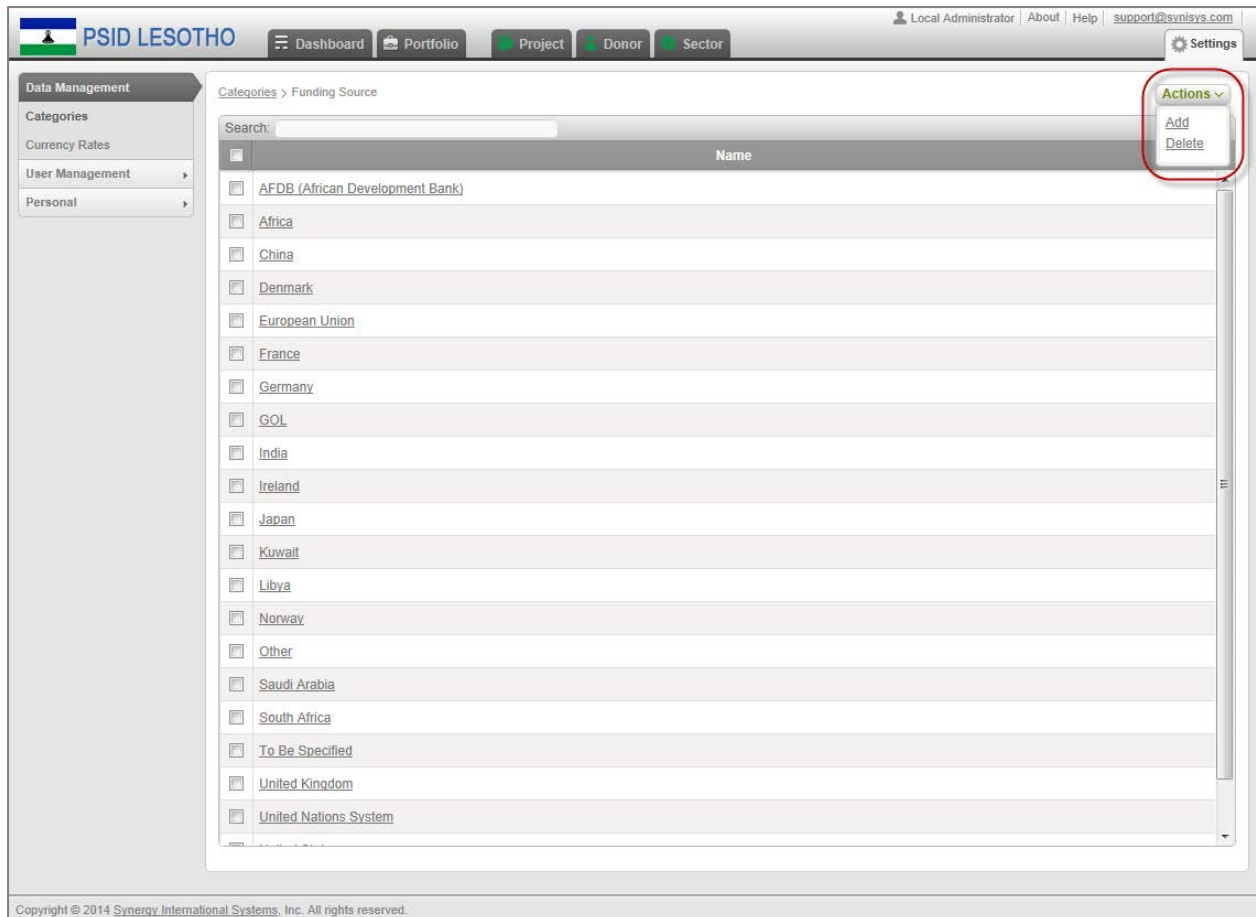 Local Administrator | About | Help | support@synisys.com
PSID LESOTHO
Dashboard Portfolio Project Donor Sector Settings
Data Management
Categories
Currency Rates
User Management
Personal
Categories > Funding Source
Actions
Add
Delete
Search:
Name
AFDB (African Development Bank)
Africa
China
Denmark
European Union
France
Germany
GOL
India
Ireland
Japan
Kuwait
Libya
Norway
Other
Saudi Arabia
South Africa
To Be Specified
United Kingdom
United Nations System
Copyright © 2014 Synergy International Systems, Inc. All rights reserved.